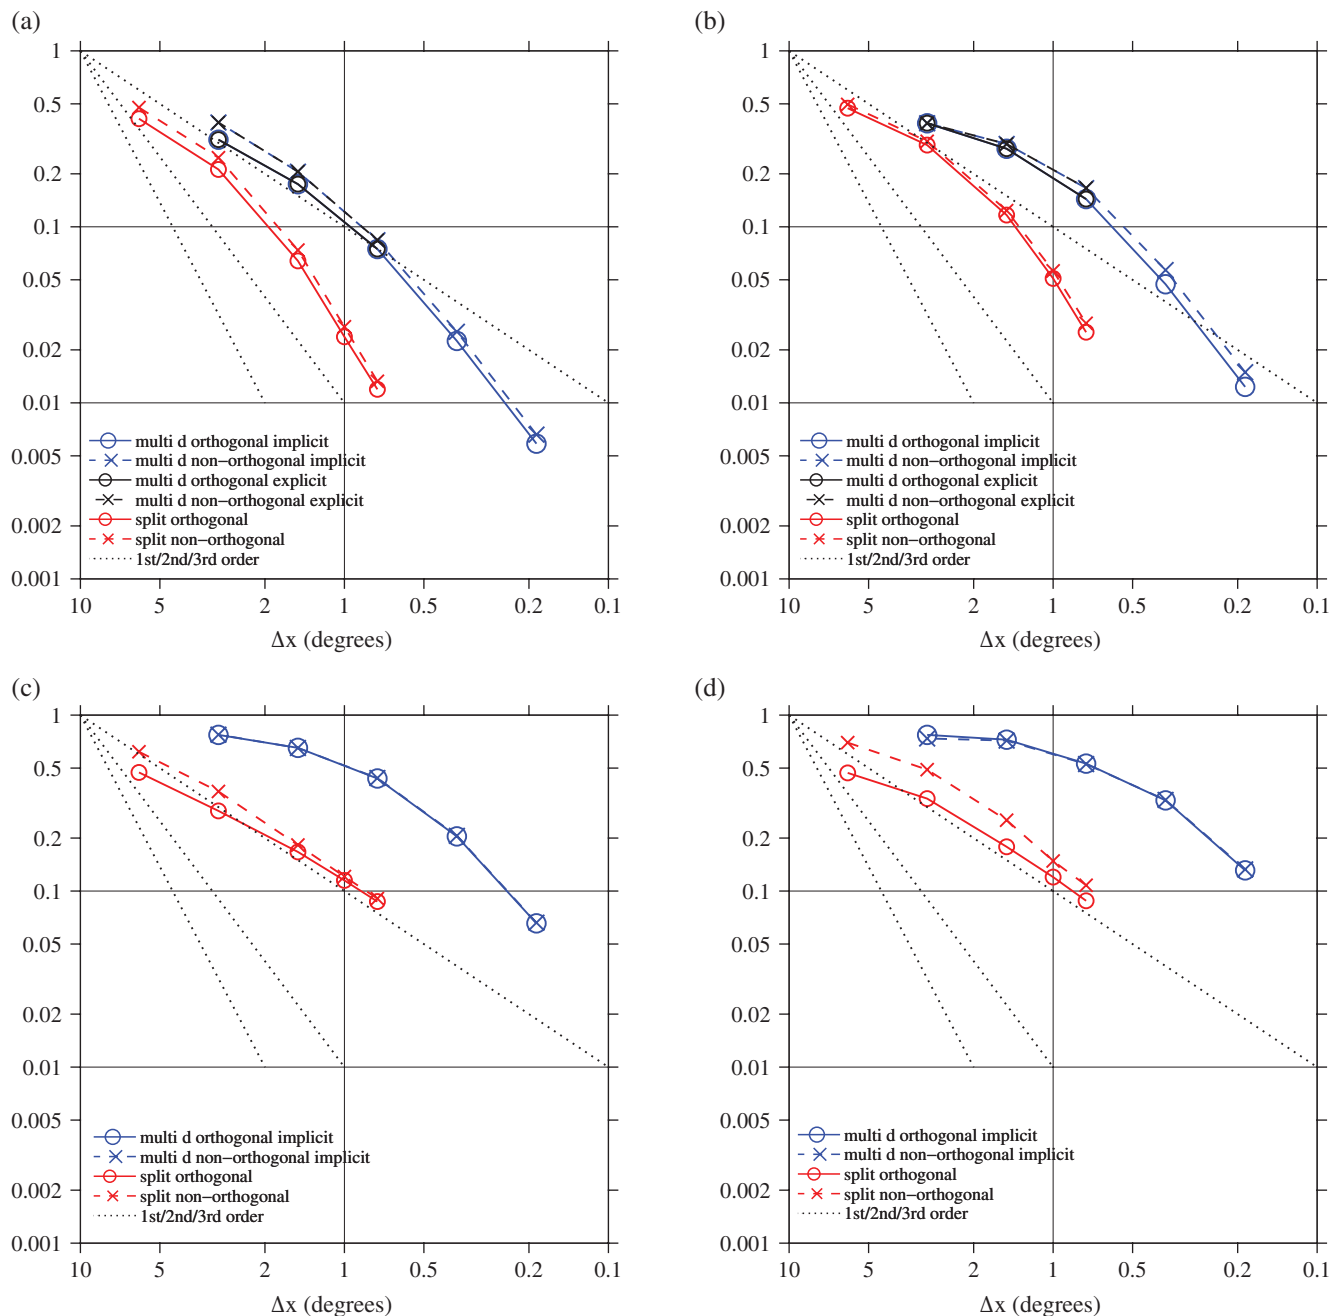 (a)
1
0.5
0.2
0.1
0.05
0.02
0.01
0.005
0.002
0.001
multi d orthogonal implicit
multi d non-orthogonal implicit
multi d orthogonal explicit
multi d non-orthogonal explicit
split orthogonal
split non-orthogonal
1st/2nd/3rd order
10 5 2 1 0.5 0.2 0.1
Δx (degrees)
(b)
1
0.5
0.2
0.1
0.05
0.02
0.01
0.005
0.002
0.001
multi d orthogonal implicit
multi d non-orthogonal implicit
multi d orthogonal explicit
multi d non-orthogonal explicit
split orthogonal
split non-orthogonal
1st/2nd/3rd order
10 5 2 1 0.5 0.2 0.1
Δx (degrees)
(c)
1
0.5
0.2
0.1
0.05
0.02
0.01
0.005
0.002
0.001
multi d orthogonal implicit
multi d non-orthogonal implicit
split orthogonal
split non-orthogonal
1st/2nd/3rd order
10 5 2 1 0.5 0.2 0.1
Δx (degrees)
(d)
1
0.5
0.2
0.1
0.05
0.02
0.01
0.005
0.002
0.001
multi d orthogonal implicit
multi d non-orthogonal implicit
split orthogonal
split non-orthogonal
1st/2nd/3rd order
10 5 2 1 0.5 0.2 0.1
Δx (degrees)